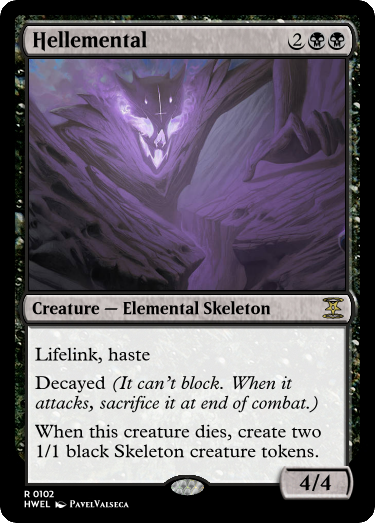 Hellemental 2
Creature — Elemental Skeleton
Lifelink, haste
Decayed (It can't block. When it
attacks, sacrifice it at end of combat.)
When this creature dies, create two
1/1 black Skeleton creature tokens.
4/4
R 0102
HWEL PavelValseca